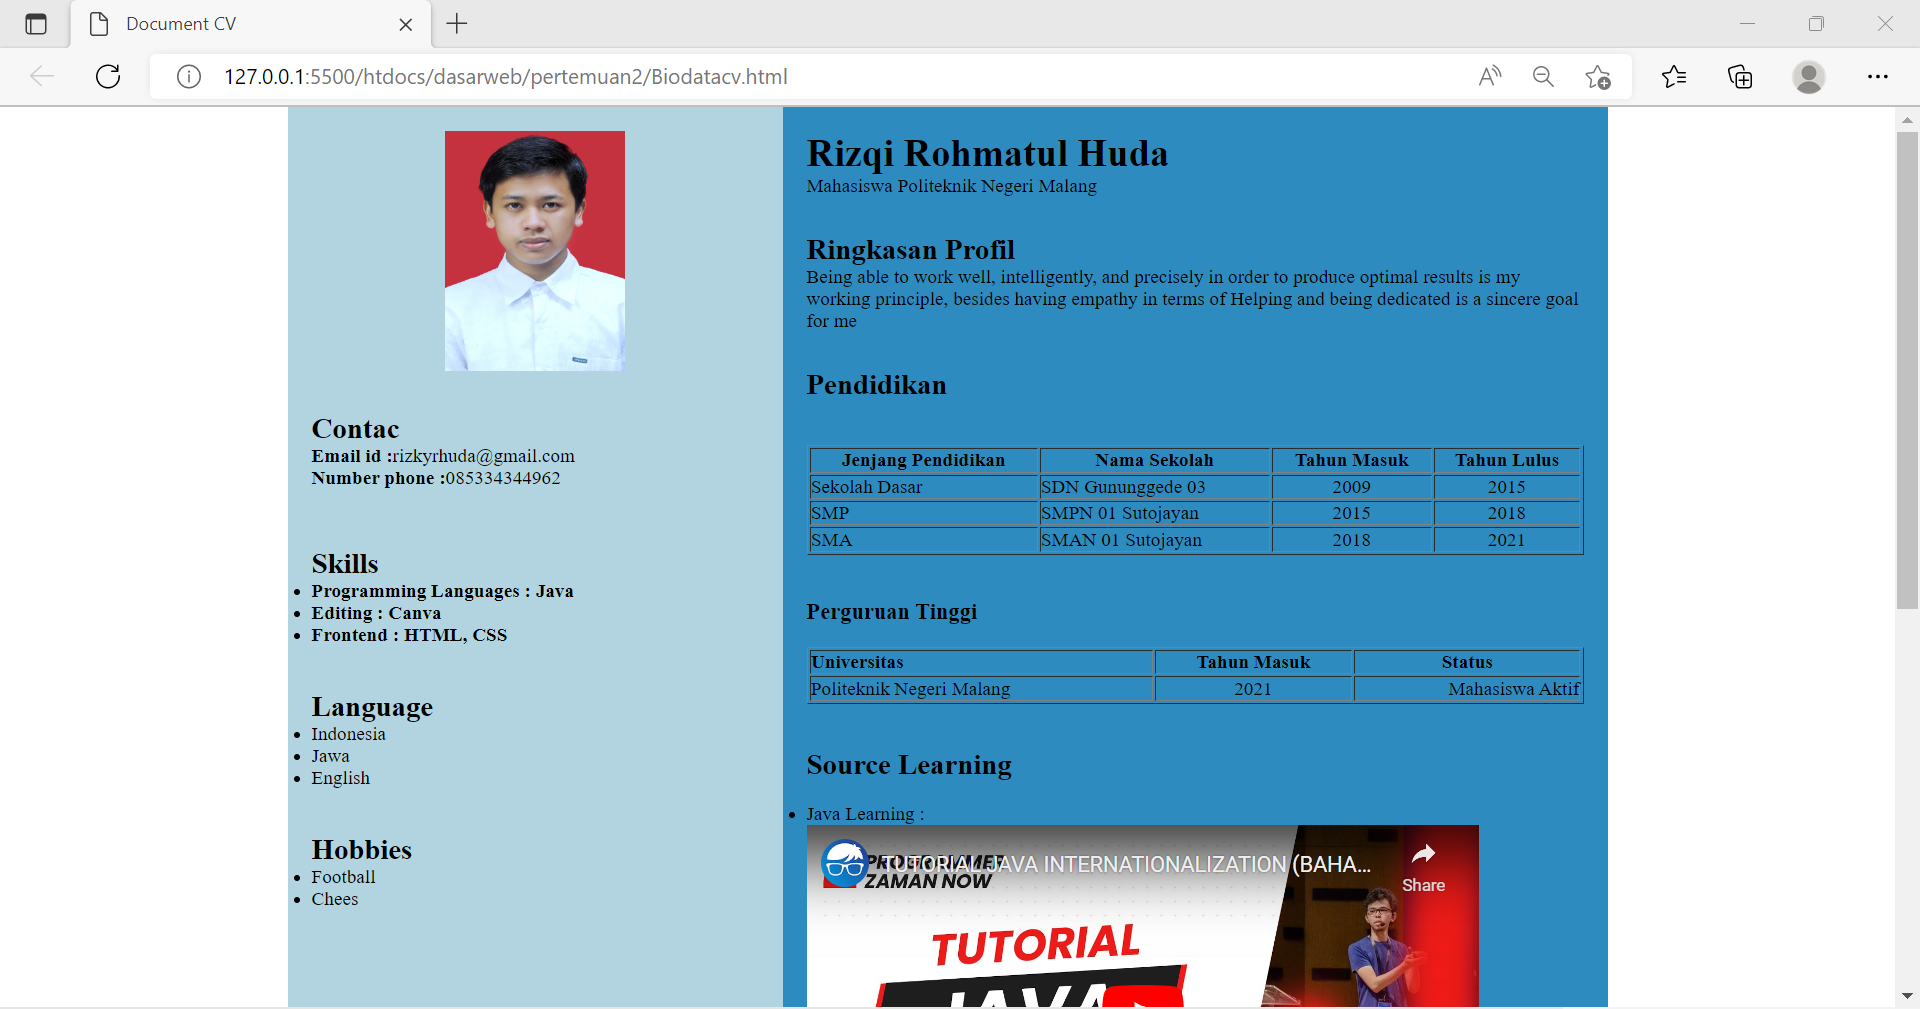 Document CV
127.0.0.1:5500/htdocs/dasarweb/pertemuan2/Biodatacv.html
Contac
Email id :rizkyrhuda@gmail.com
Number phone :085334344962
Skills
Programming Languages : Java
Editing : Canva
Frontend : HTML, CSS
Language
Indonesia
Jawa
English
Hobbies
Football
Chees
Rizqi Rohmatul Huda
Mahasiswa Politeknik Negeri Malang
Ringkasan Profil
Being able to work well, intelligently, and precisely in order to produce optimal results is my
working principle, besides having empathy in terms of Helping and being dedicated is a sincere goal
for me
Pendidikan
Jenjang Pendidikan Nama Sekolah Tahun Masuk Tahun Lulus
Sekolah Dasar SDN Gununggede 03 2009 2015
SMP SMPN 01 Sutojayan 2015 2018
SMA SMAN 01 Sutojayan 2018 2021
Perguruan Tinggi
Universitas Tahun Masuk Status
Politeknik Negeri Malang 2021 Mahasiswa Aktif
Source Learning
Java Learning :
TUTORIAL JAVA INTERNATIONALIZATION (BAHA...
Share
PROGRAMMER
ZAMAN NOW
TUTORIAL
JAVA